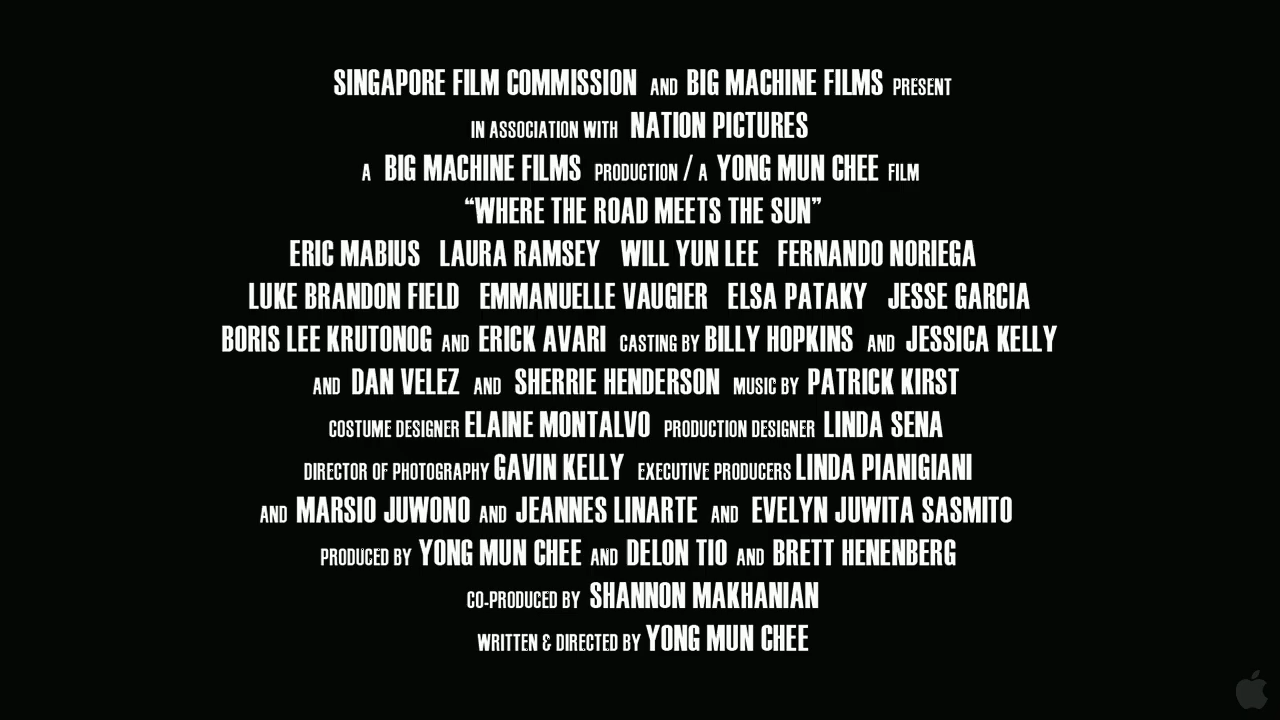 SINGAPORE FILM COMMISSION AND BIG MACHINE FILMS PRESENT
IN ASSOCIATION WITH NATION PICTURES
A BIG MACHINE FILMS PRODUCTION / A YONG MUN CHEE FILM
“WHERE THE ROAD MEETS THE SUN”
ERIC MABIUS LAURA RAMSEY WILL YUN LEE FERNANDO NORIEGA
LUKE BRANDON FIELD EMMANUELLE VAUGIER ELSA PATAKY JESSE GARCIA
BORIS LEE KRUTONOG AND ERICK AVARI CASTING BY BILLY HOPKINS AND JESSICA KELLY
AND DAN VELEZ AND SHERRIE HENDERSON MUSIC BY PATRICK KIRST
COSTUME DESIGNER ELAINE MONTALVO PRODUCTION DESIGNER LINDA SENA
DIRECTOR OF PHOTOGRAPHY GAVIN KELLY EXECUTIVE PRODUCERS LINDA PIANIGIANI
AND MARSIO JUWONO AND JEANNES LINARTE AND EVELYN JUWITA SASMITO
PRODUCED BY YONG MUN CHEE AND DELON TIO AND BRETT HENENBERG
CO-PRODUCED BY SHANNON MAKHANIAN
WRITTEN & DIRECTED BY YONG MUN CHEE